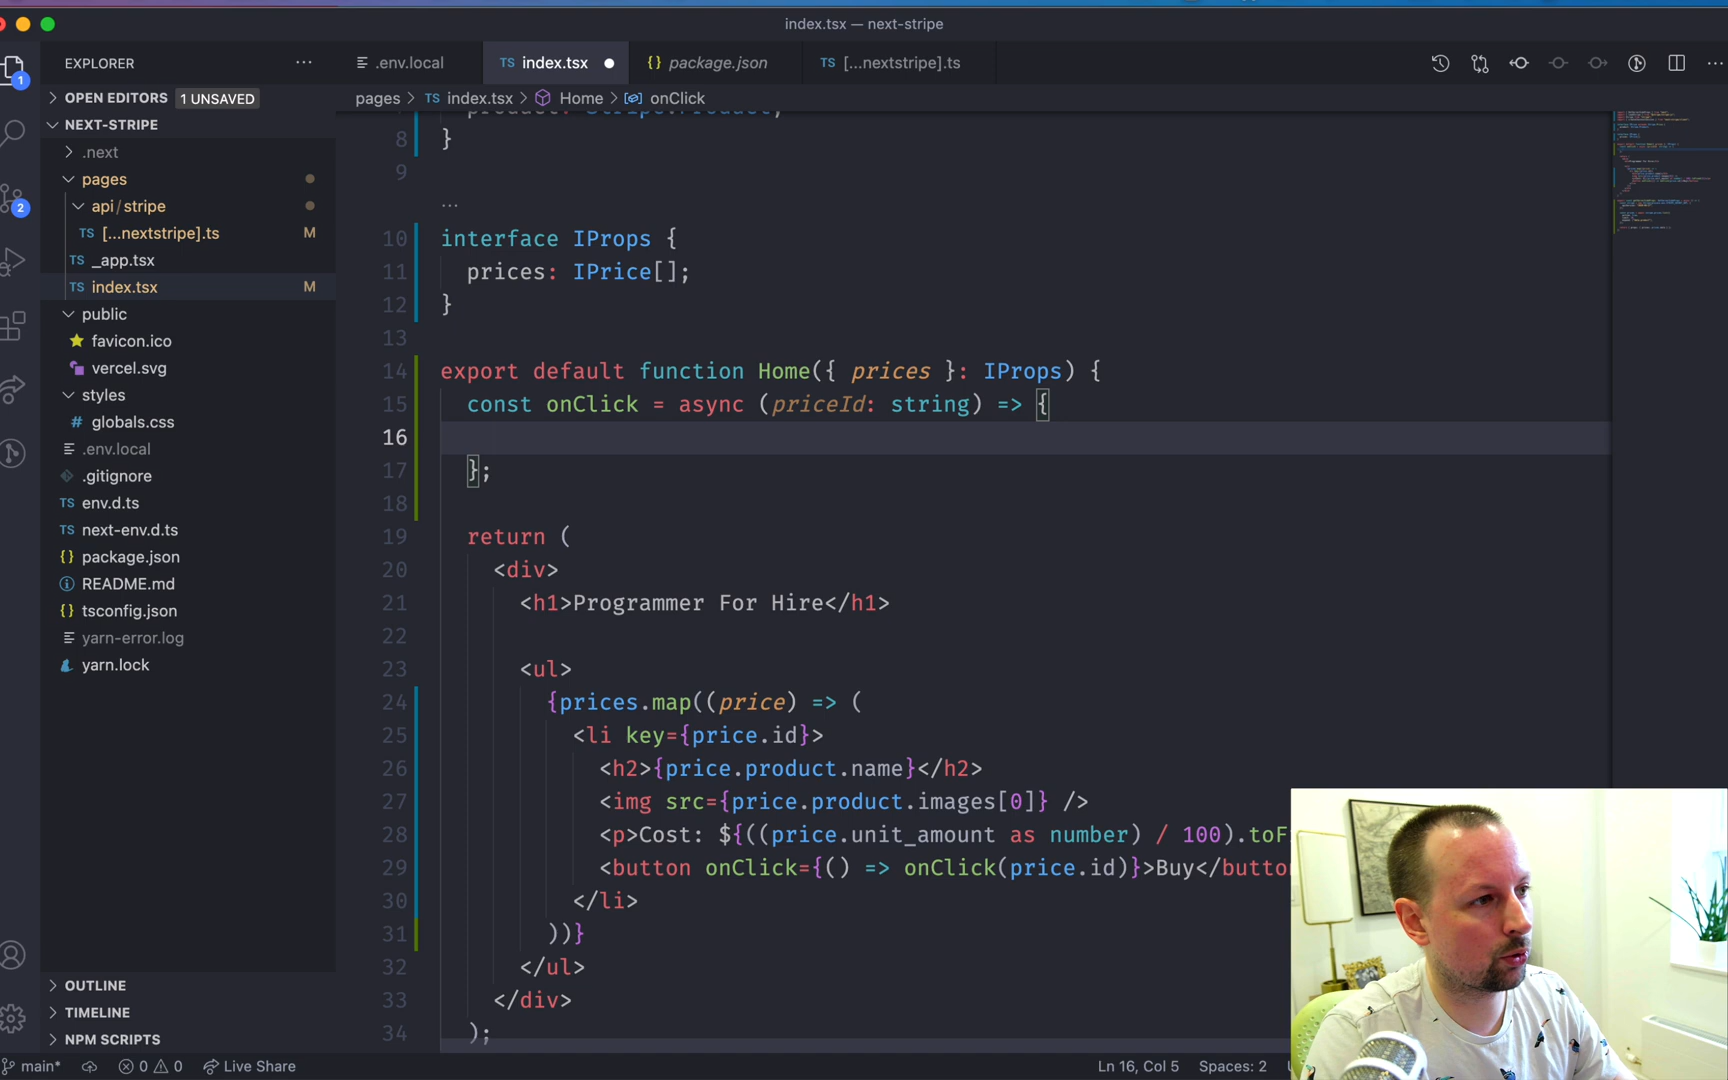 index.tsx — next-stripe
EXPLORER
.env.local
TS index.tsx
{} package.json
TS [...nextstripe].ts
OPEN EDITORS 1 UNSAVED
pages > TS index.tsx > Home > onClick
NEXT-STRIPE
.next
pages
api/stripe
TS [...nextstripe].ts M
_app.tsx
TS index.tsx M
public
favicon.ico
vercel.svg
styles
# globals.css
.env.local
.gitignore
TS env.d.ts
TS next-env.d.ts
{} package.json
README.md
{} tsconfig.json
yarn-error.log
yarn.lock
OUTLINE
TIMELINE
NPM SCRIPTS
1
2
product: Stripe.Product;
8 }
9
...
10 interface IProps {
11 prices: IPrice[];
12 }
13
14 export default function Home({ prices }: IProps) {
15 const onClick = async (priceId: string) => {
16
17 };
18
19 return (
20 <div>
21 <h1>Programmer For Hire</h1>
22
23 <ul>
24 {prices.map((price) => (
25 <li key={price.id}>
26 <h2>{price.product.name}</h2>
27 <img src={price.product.images[0]} />
28 <p>Cost: ${((price.unit_amount as number) / 100).toF
29 <button onClick={() => onClick(price.id)}>Buy</button
30 </li>
31 ))}
32 </ul>
33 </div>
34 );
main* 0 0 Live Share
Ln 16, Col 5 Spaces: 2